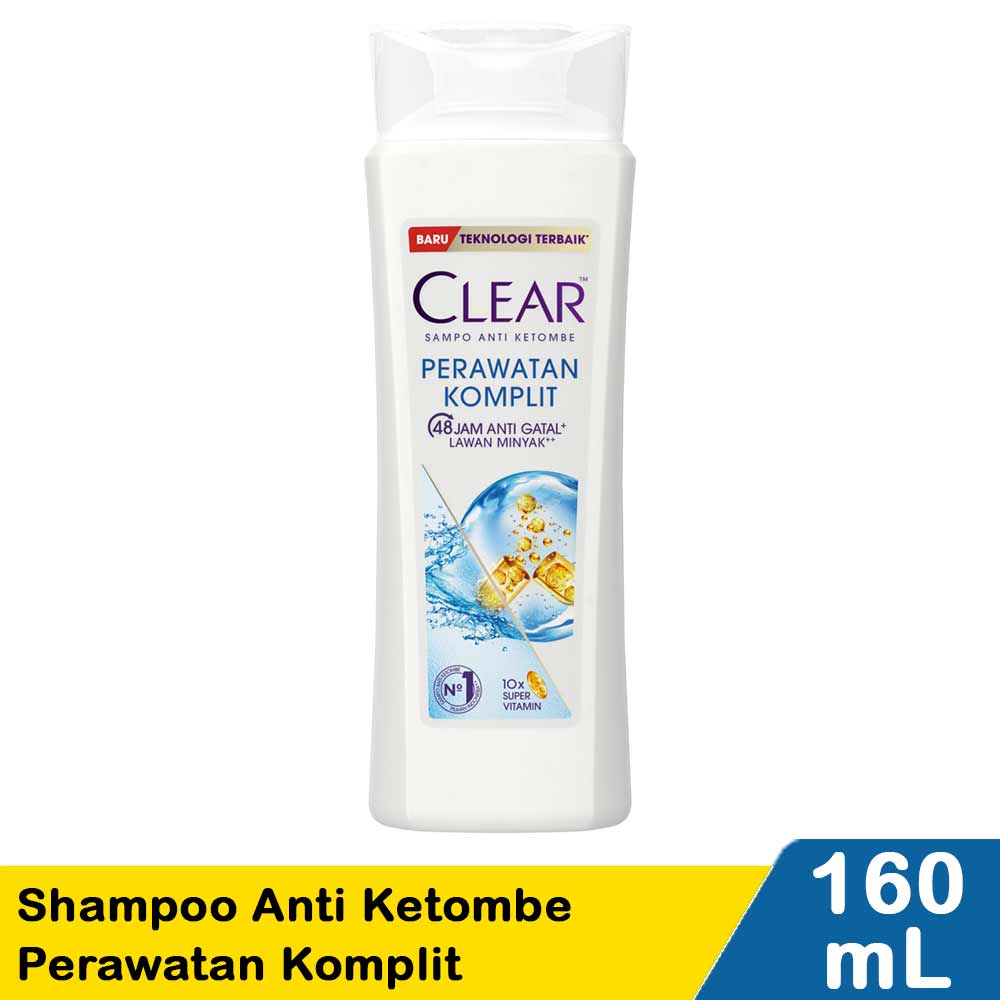 BARU TEKNOLOGI TERBAIK*
CLEAR™
SAMPO ANTI KETOMBE
PERAWATAN
KOMPLIT
48 JAM ANTI GATAL+
LAWAN MINYAK++
Nº1
10x
SUPER
VITAMIN
Shampoo Anti Ketombe
Perawatan Komplit
160
mL